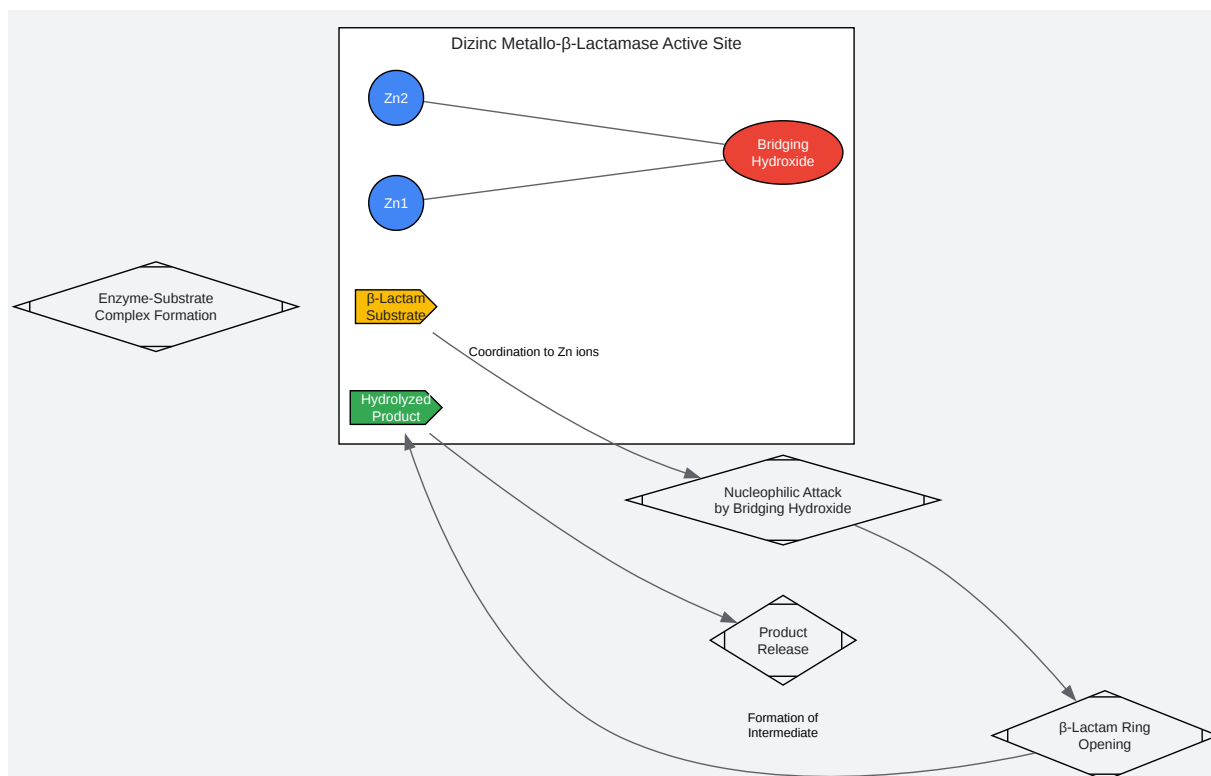 Dizinc Metallo-β-Lactamase Active Site
Zn2
Bridging
Hydroxide
Zn1
Enzyme-Substrate
Complex Formation
β-Lactam
Substrate
Coordination to Zn ions
Hydrolyzed
Product
Nucleophilic Attack
by Bridging Hydroxide
Product
Release
Formation of
Intermediate
β-Lactam Ring
Opening